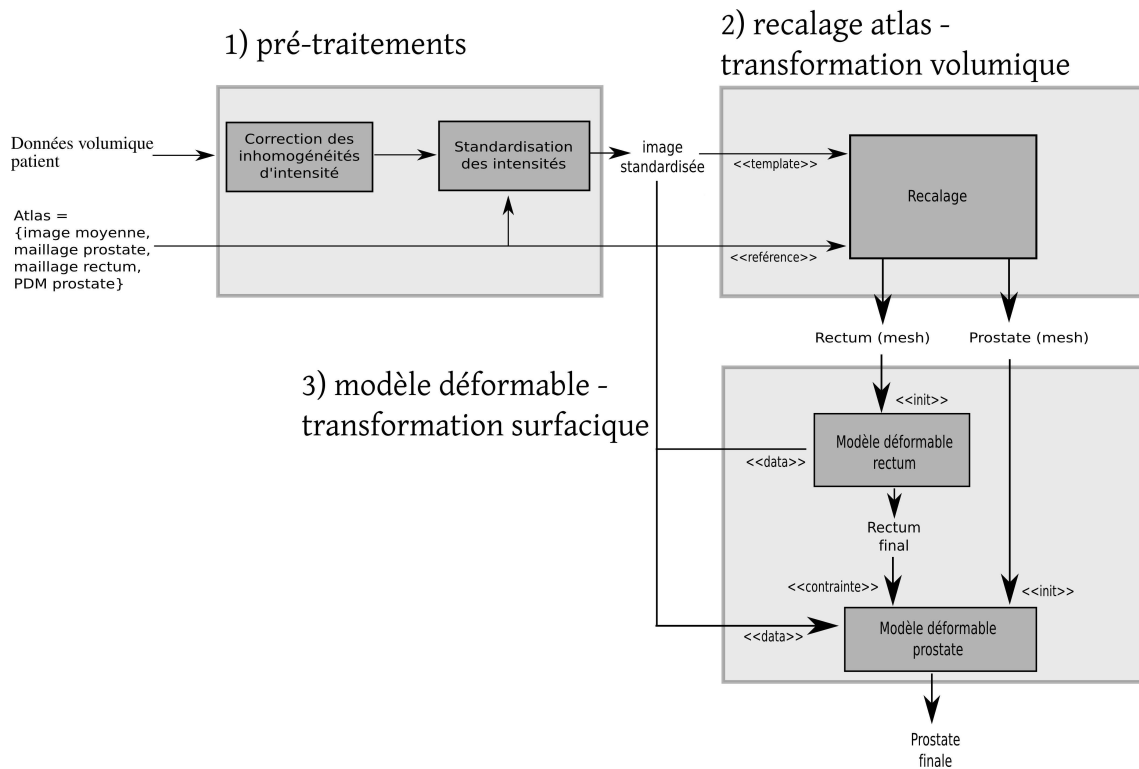 1) pré-traitements
2) recalage atlas -
transformation volumique
Données volumique
patient
Correction des
inhomogénéités
d'intensité
Standardisation
des intensités
image
standardisée
<<template>>
Recalage
Atlas =
{image moyenne,
maillage prostate,
maillage rectum,
PDM prostate}
<<reférence>>
Rectum (mesh)
Prostate (mesh)
3) modèle déformable -
transformation surfacique
<<init>>
Modèle déformable
rectum
<<data>>
Rectum
final
<<contrainte>>
<<init>>
Modèle déformable
prostate
<<data>>
Prostate
finale